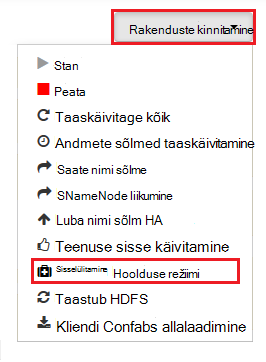 Rakenduste kinnitamine
Stan
Peata
Taaskäivitage kõik
Andmete sõlmed taaskäivitamine
Saate nimi sõlme
SNameNode liikumine
Luba nimi sõlm HA
Teenuse sisse käivitamine
Sisselülitamine Hoolduse režiimi
Taastub HDFS
Kliendi Confabs allalaadimine